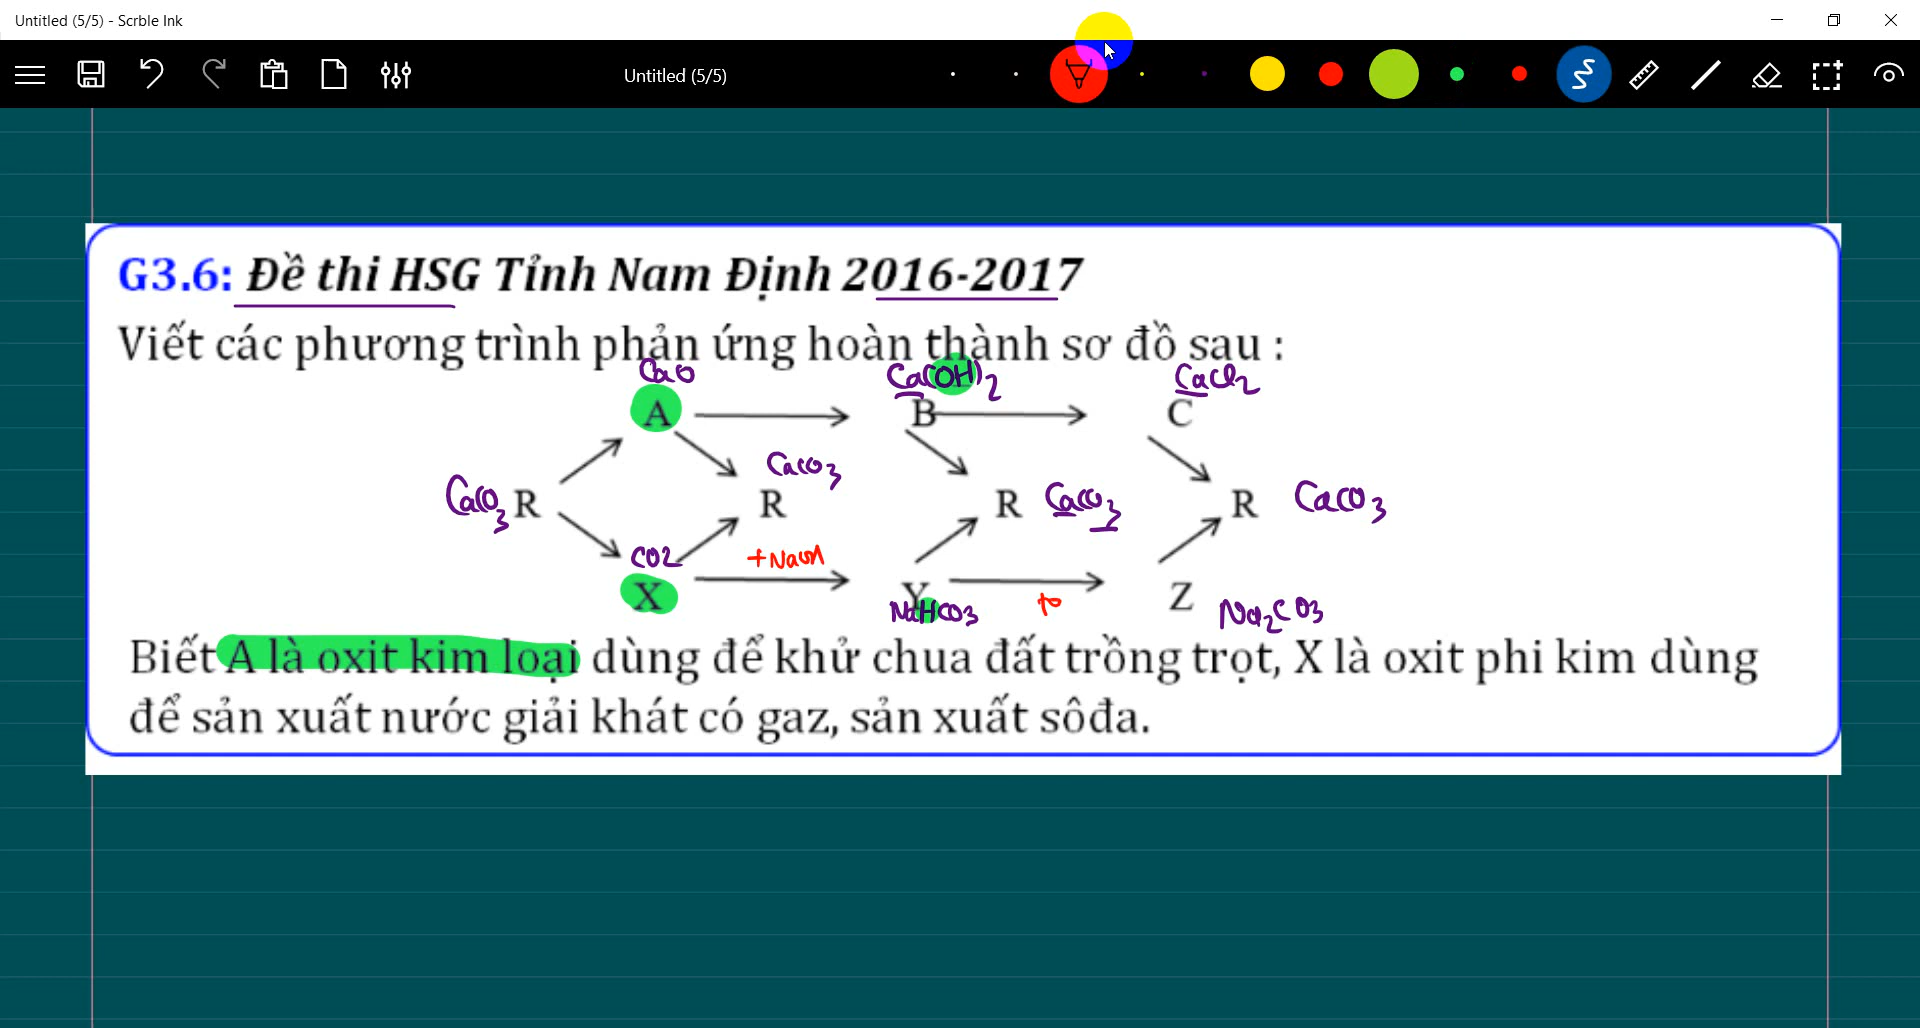 Untitled (5/5) - Scrble Ink
Untitled (5/5)
G3.6: Đề thi HSG Tỉnh Nam Định 2016-2017
Viết các phương trình phản ứng hoàn thành sơ đồ sau :
CaO Ca(OH)2 CaCl2
A B C
CaCO3
CaCO3 R R R CaCO3 R CaCO3
CO2 +NaOH
X Y Z
NaHCO3 to Na2CO3
Biết A là oxit kim loại dùng để khử chua đất trồng trọt, X là oxit phi kim dùng
để sản xuất nước giải khát có gaz, sản xuất sôđa.